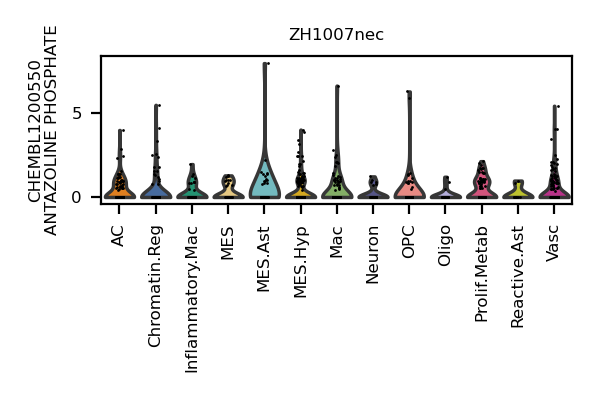 ZH1007nec
CHEMBL1200550
ANTAZOLINE PHOSPHATE
5
0
AC
Chromatin.Reg
Inflammatory.Mac
MES
MES.Ast
MES.Hyp
Mac
Neuron
OPC
Oligo
Prolif.Metab
Reactive.Ast
Vasc